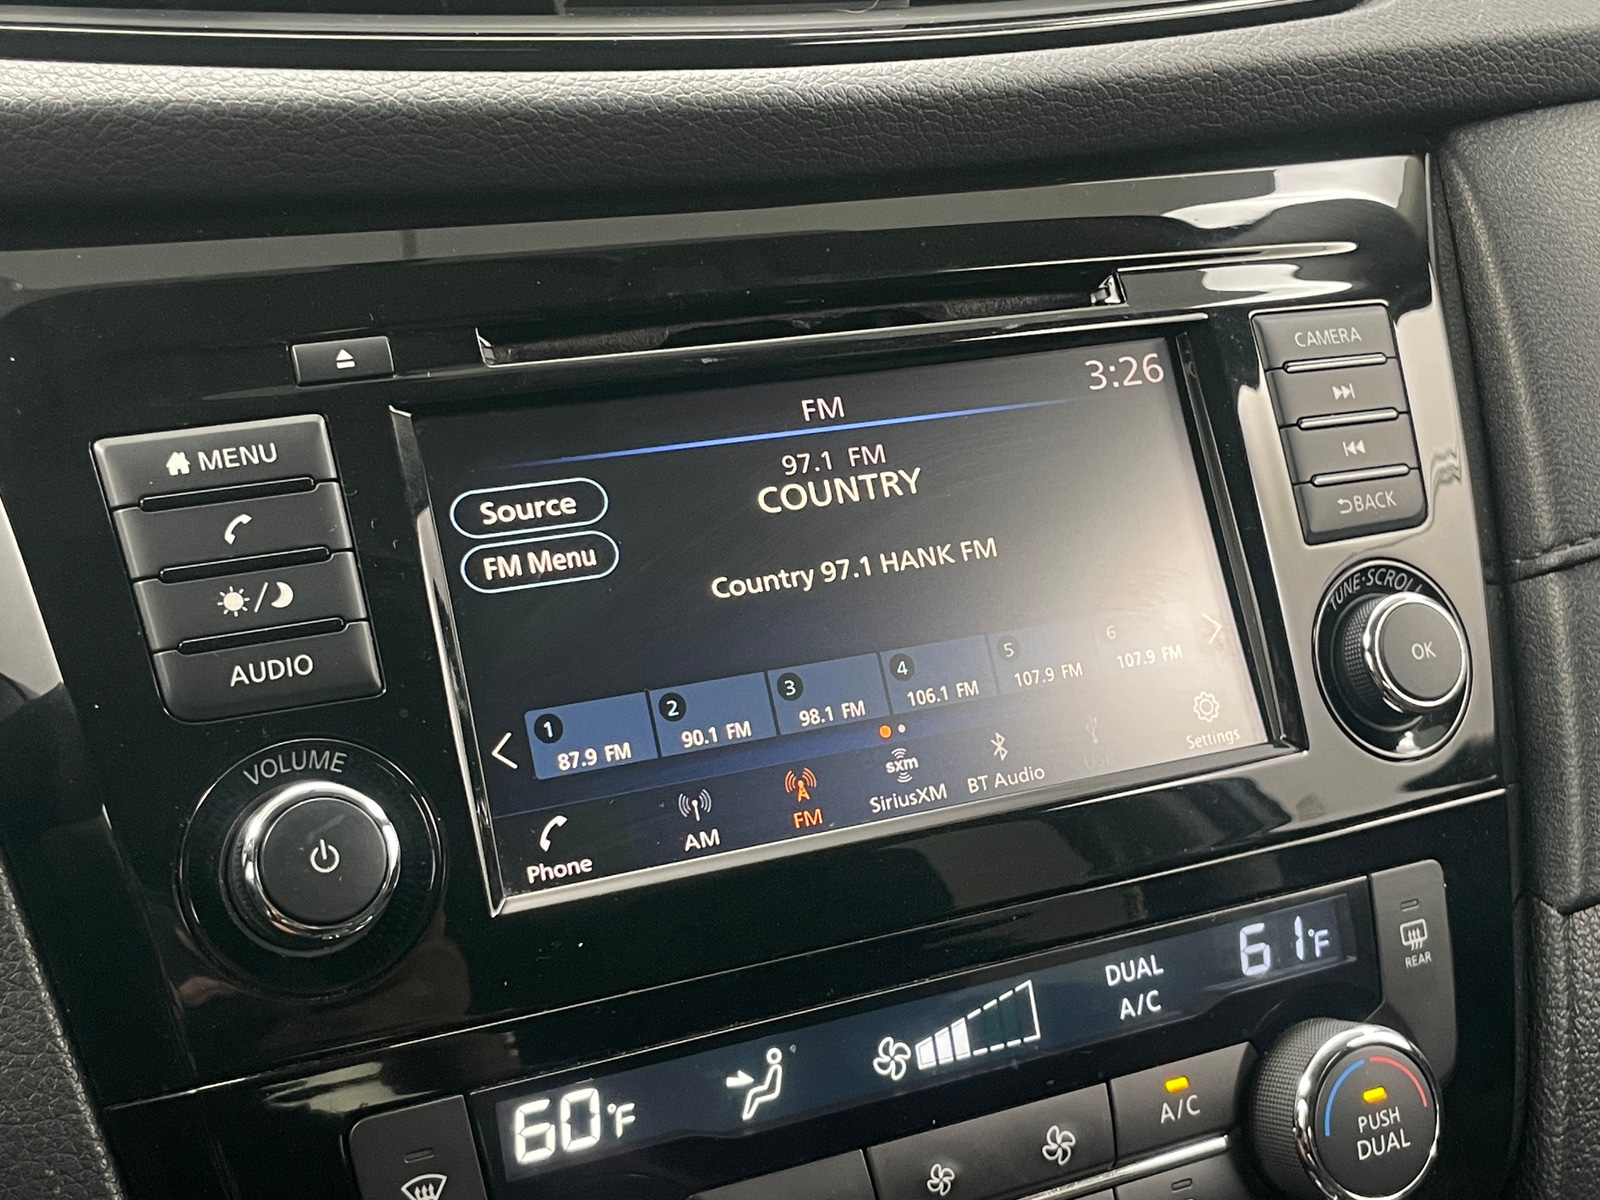 CAMERA
MENU
AUDIO
VOLUME
3:26
FM
97.1 FM
COUNTRY
Source
FM Menu
Country 97.1 HANK FM
1 87.9 FM
2 90.1 FM
3 98.1 FM
4 106.1 FM
5 107.9 FM
6 107.9 FM
Phone
AM
FM
sxm
SiriusXM
BT Audio
USB
Settings
BACK
TUNE·SCROLL
OK
60°F
DUAL
A/C
61°F
REAR
A/C
PUSH
DUAL